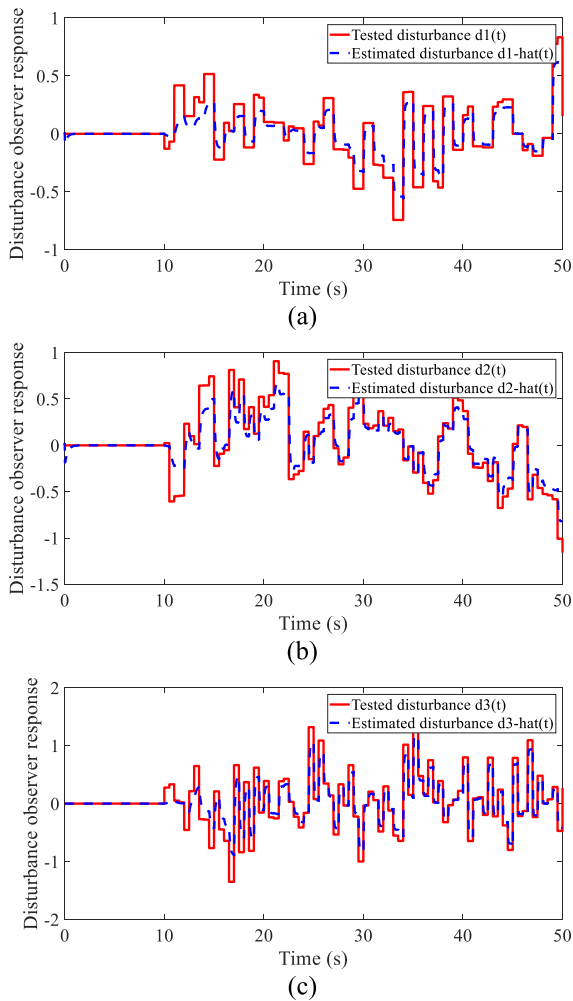 Disturbance observer response
1
0.5
0
-0.5
-1
Tested disturbance d1(t)
Estimated disturbance d1-hat(t)
0 10 20 30 40 50
Time (s)
(a)
Disturbance observer response
1
0.5
0
-0.5
-1
-1.5
Tested disturbance d2(t)
Estimated disturbance d2-hat(t)
0 10 20 30 40 50
Time (s)
(b)
Disturbance observer response
2
1
0
-1
-2
Tested disturbance d3(t)
Estimated disturbance d3-hat(t)
0 10 20 30 40 50
Time (s)
(c)